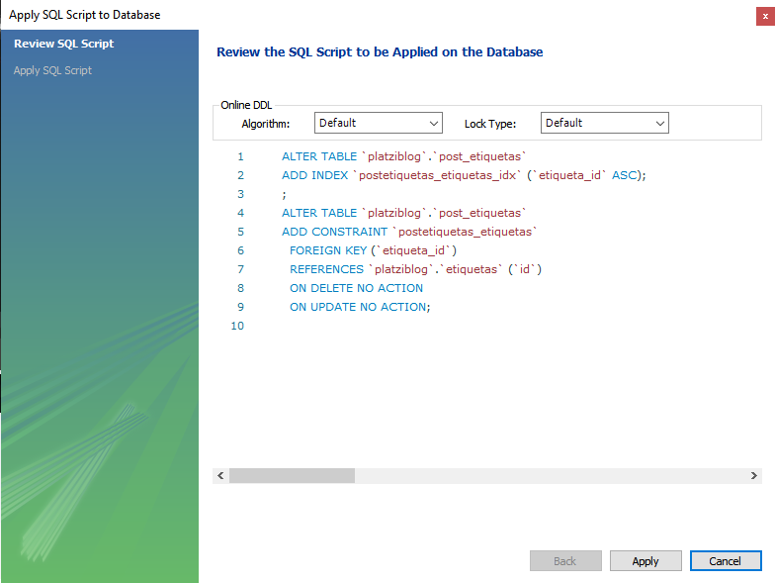 Apply SQL Script to Database
x
Review SQL Script
Apply SQL Script
Review the SQL Script to be Applied on the Database
Online DDL
Algorithm: Default Lock Type: Default
1 ALTER TABLE `platziblog`.`post_etiquetas`
2 ADD INDEX `postetiquetas_etiquetas_idx` (`etiqueta_id` ASC);
3 ;
4 ALTER TABLE `platziblog`.`post_etiquetas`
5 ADD CONSTRAINT `postetiquetas_etiquetas`
6 FOREIGN KEY (`etiqueta_id`)
7 REFERENCES `platziblog`.`etiquetas` (`id`)
8 ON DELETE NO ACTION
9 ON UPDATE NO ACTION;
10
Back Apply Cancel